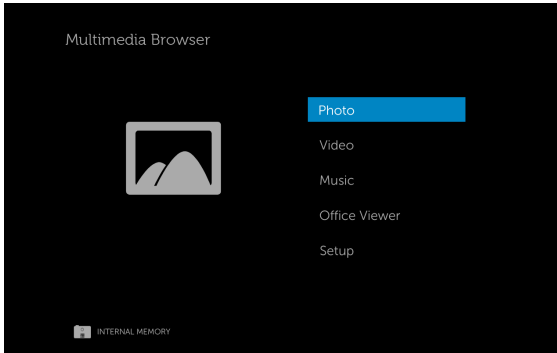 Multimedia Browser
Photo
Video
Music
Office Viewer
Setup
INTERNAL MEMORY